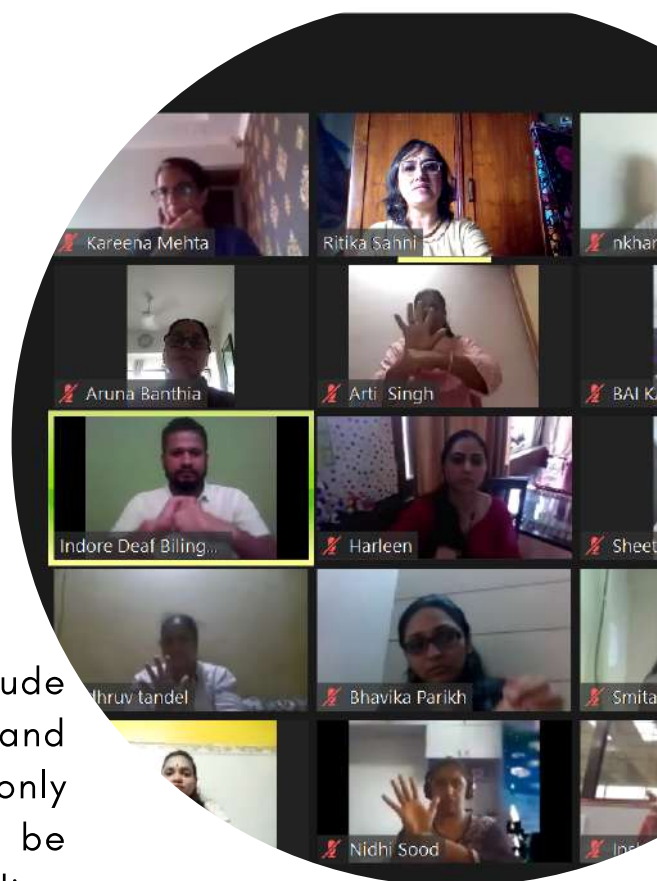 Kareena Mehta
Ritika Sahni
nkhar
Aruna Banthia
Arti Singh
BAI K
Indore Deaf Biling...
Harleen
Sheet
dhruv tandel
Bhavika Parikh
Smita
Nidhi Sood
ude
and
only
be